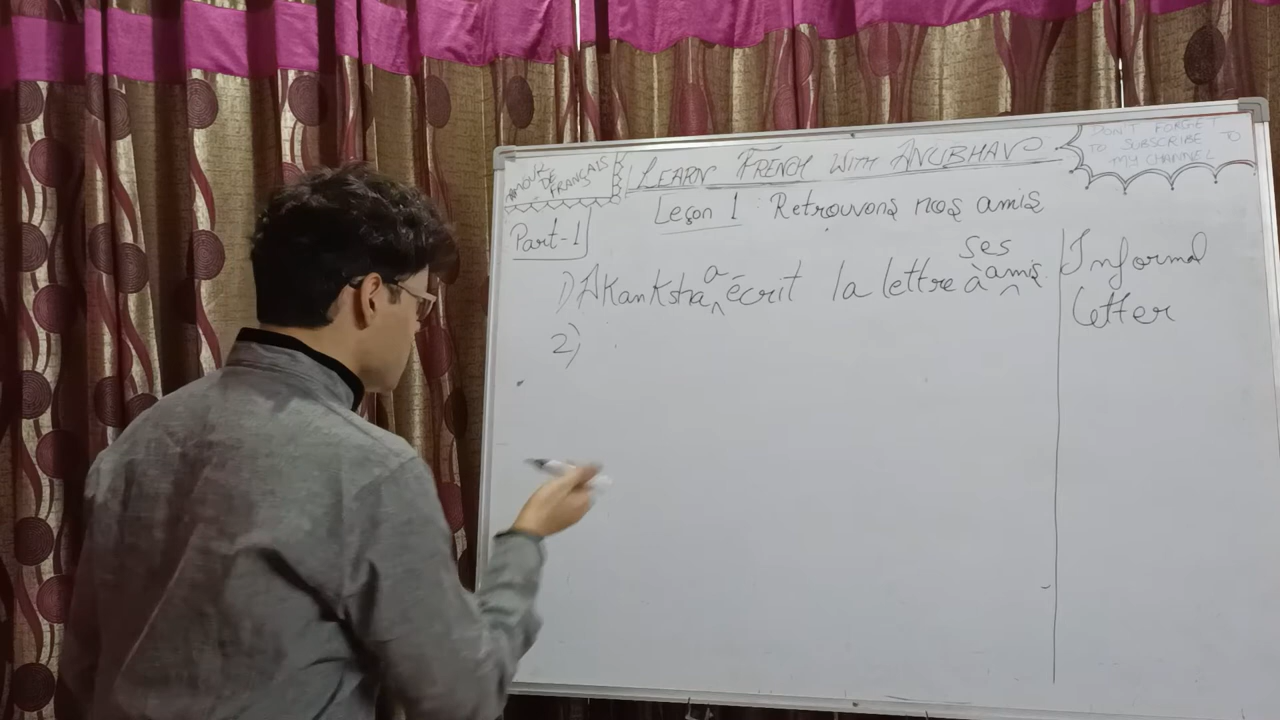 AMOUR DE FRANCAIS
LEARN FRENCH WITH ANUBHAV
DON'T FORGET TO SUBSCRIBE TO MY CHANNEL
Leçon 1 : Retrouvons nos amis
Part-1
1) Akanksha a écrit la lettre à ses amis.
2)
Informal
letter